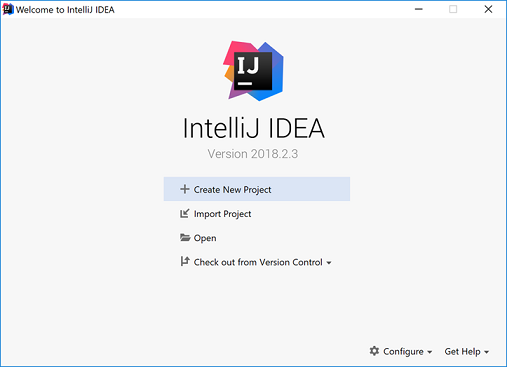 Welcome to IntelliJ IDEA
IJ
IntelliJ IDEA
Version 2018.2.3
Create New Project
Import Project
Open
Check out from Version Control
Configure
Get Help